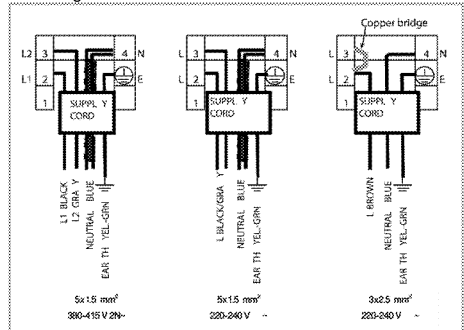 Copper bridge
L2 3 4 N
L1 2 E
1
SUPPL Y
CORD
L1 BLACK
L2 GRA Y
NEUTRAL BLUE
EAR TH YEL.-GRN
5x1.5 mm²
380-415 V 2N~
L 3 4 N
L 2 E
1
SUPPL Y
CORD
L BLACK/GRA Y
NEUTRAL BLUE
EAR TH YEL.-GRN
5x1.5 mm²
220-240 V ~
L 3 4 N
L 2 E
1
SUPPL Y
CORD
L BROWN
NEUTRAL BLUE
EAR TH YEL.-GRN
3x2.5 mm²
220-240 V ~